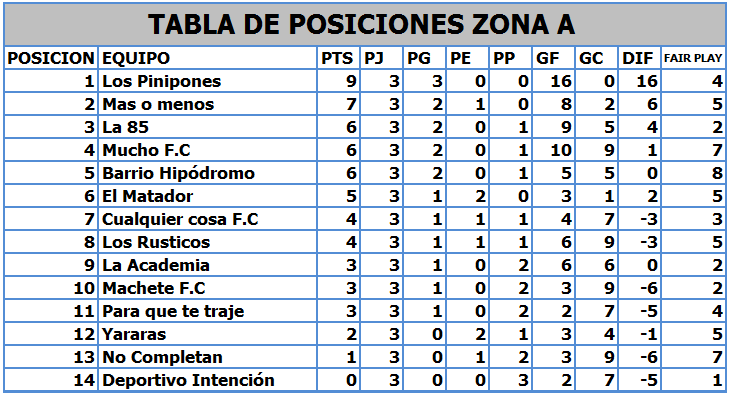 TABLA DE POSICIONES ZONA A
POSICION EQUIPO PTS PJ PG PE PP GF GC DIF FAIR PLAY
1 Los Pinipones 9 3 3 0 0 16 0 16 4
2 Mas o menos 7 3 2 1 0 8 2 6 5
3 La 85 6 3 2 0 1 9 5 4 2
4 Mucho F.C 6 3 2 0 1 10 9 1 7
5 Barrio Hipódromo 6 3 2 0 1 5 5 0 8
6 El Matador 5 3 1 2 0 3 1 2 5
7 Cualquier cosa F.C 4 3 1 1 1 4 7 -3 3
8 Los Rusticos 4 3 1 1 1 6 9 -3 5
9 La Academia 3 3 1 0 2 6 6 0 2
10 Machete F.C 3 3 1 0 2 3 9 -6 2
11 Para que te traje 3 3 1 0 2 2 7 -5 4
12 Yararas 2 3 0 2 1 3 4 -1 5
13 No Completan 1 3 0 1 2 3 9 -6 7
14 Deportivo Intención 0 3 0 0 3 2 7 -5 1